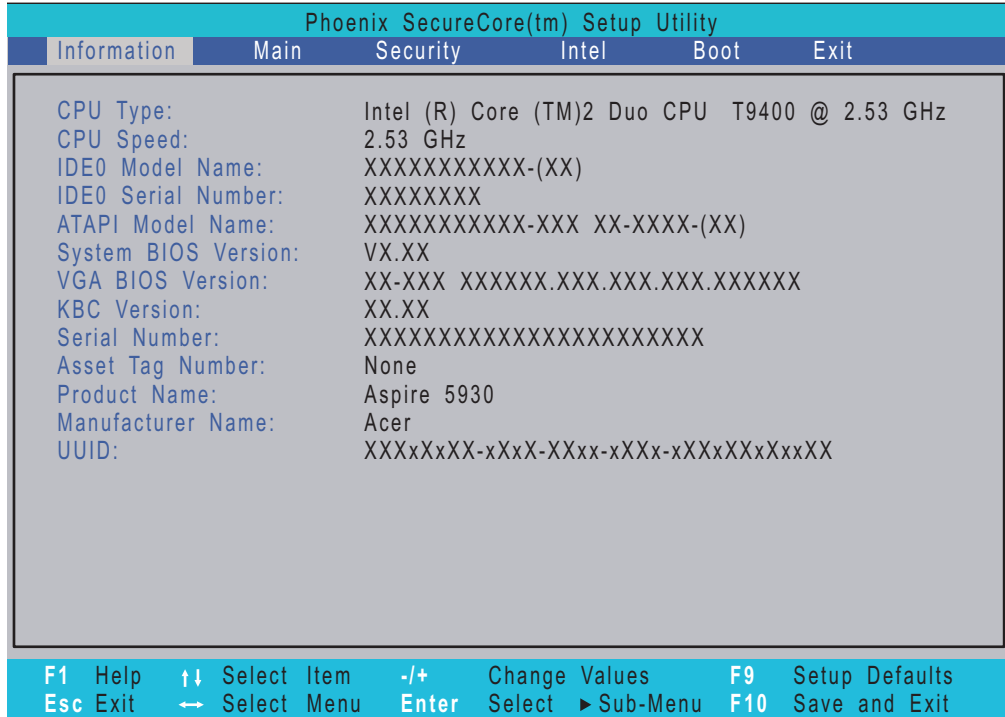 Phoenix SecureCore(tm) Setup Utility
Information Main Security Intel Boot Exit
CPU Type: Intel (R) Core (TM)2 Duo CPU T9400 @ 2.53 GHz
CPU Speed: 2.53 GHz
IDE0 Model Name: XXXXXXXXXXX-(XX)
IDE0 Serial Number: XXXXXXXX
ATAPI Model Name: XXXXXXXXXXX-XXX XX-XXXX-(XX)
System BIOS Version: VX.XX
VGA BIOS Version: XX-XXX XXXXXX.XXX.XXX.XXX.XXXXXX
KBC Version: XX.XX
Serial Number: XXXXXXXXXXXXXXXXXXXXXXX
Asset Tag Number: None
Product Name: Aspire 5930
Manufacturer Name: Acer
UUID: XXXxXxXX-xXxX-XXxx-xXXx-xXXxXXxXxxXX
F1 Help ↑↓ Select Item -/+ Change Values F9 Setup Defaults
Esc Exit ↔ Select Menu Enter Select ▶ Sub-Menu F10 Save and Exit